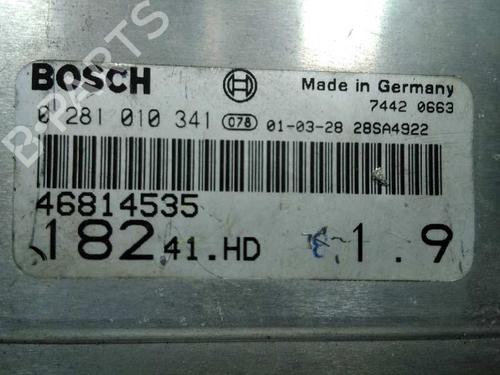 B-PARTS
BOSCH
Made in Germany
7442 0663
0 281 010 341 078 01-03-28 28SA4922
46814535
182 41.HD 1.9